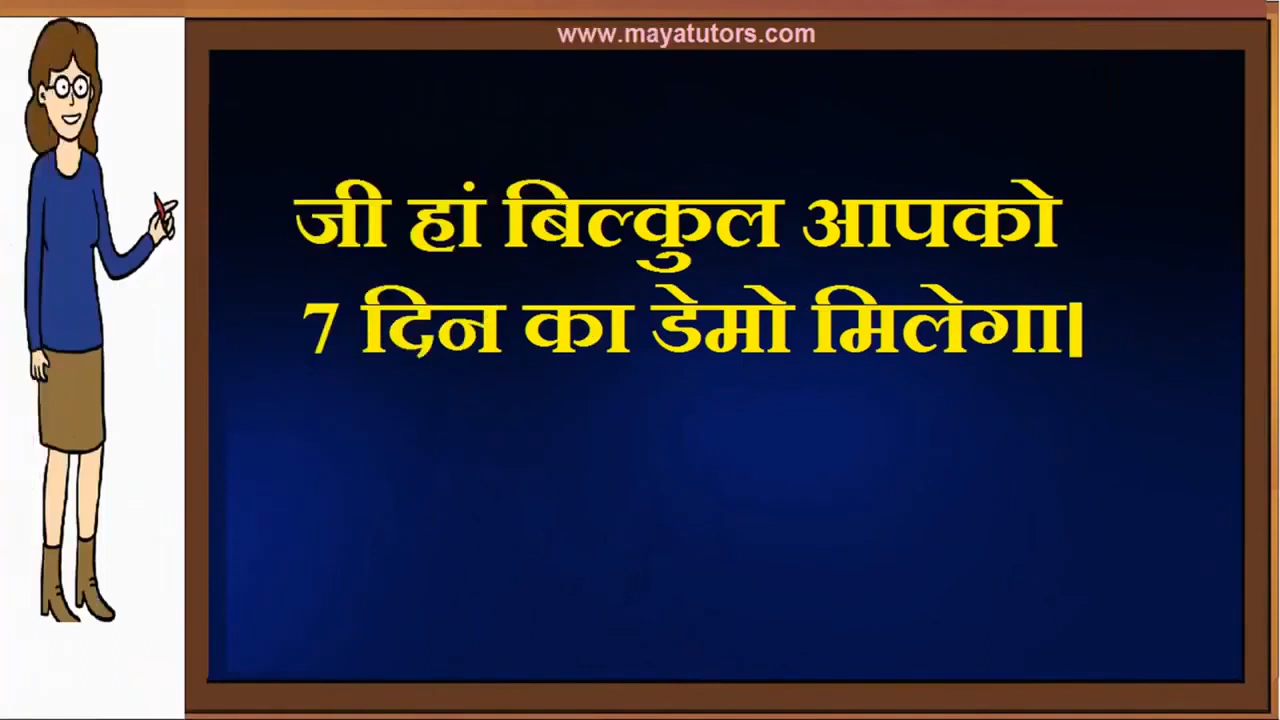 www.mayatutors.com
जी हां बिल्कुल आपको
7 दिन का डेमो मिलेगा।